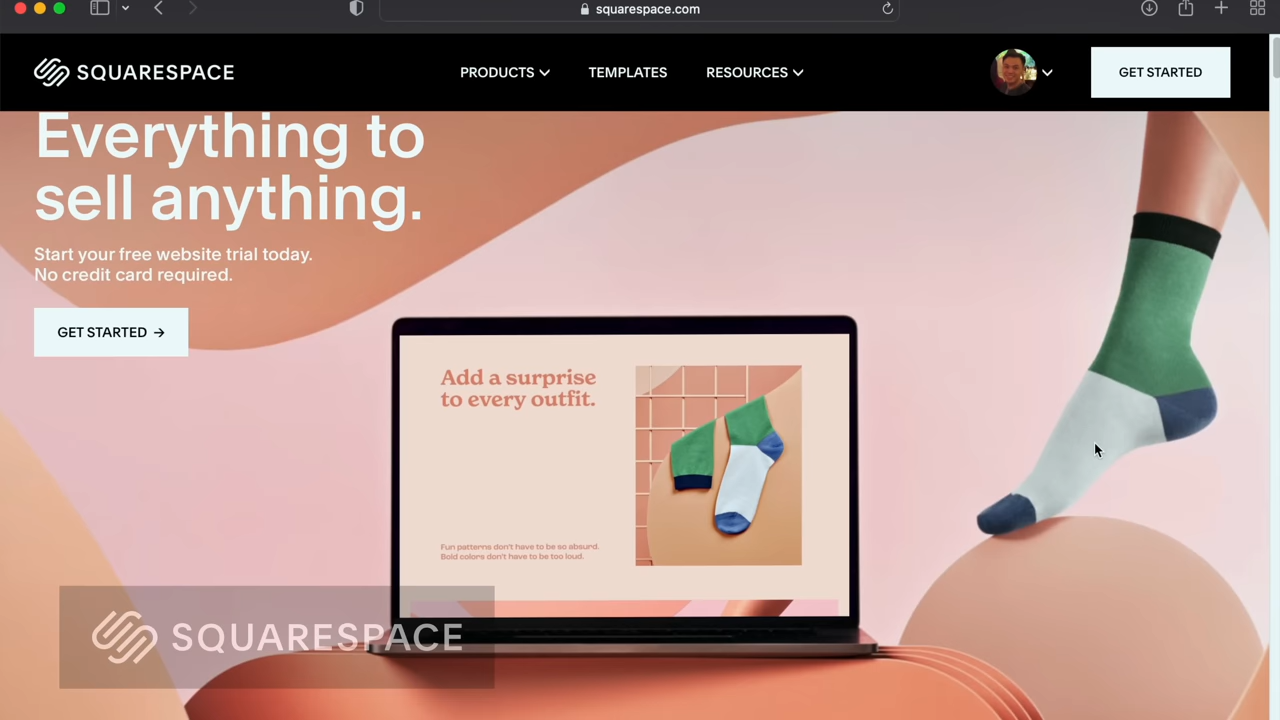 squarespace.com
SQUARESPACE
PRODUCTS
TEMPLATES
RESOURCES
GET STARTED
Everything to
sell anything.
Start your free website trial today.
No credit card required.
GET STARTED →
Add a surprise
to every outfit.
Fun patterns don't have to be so absurd.
Bold colors don't have to be too loud.
SQUARESPACE